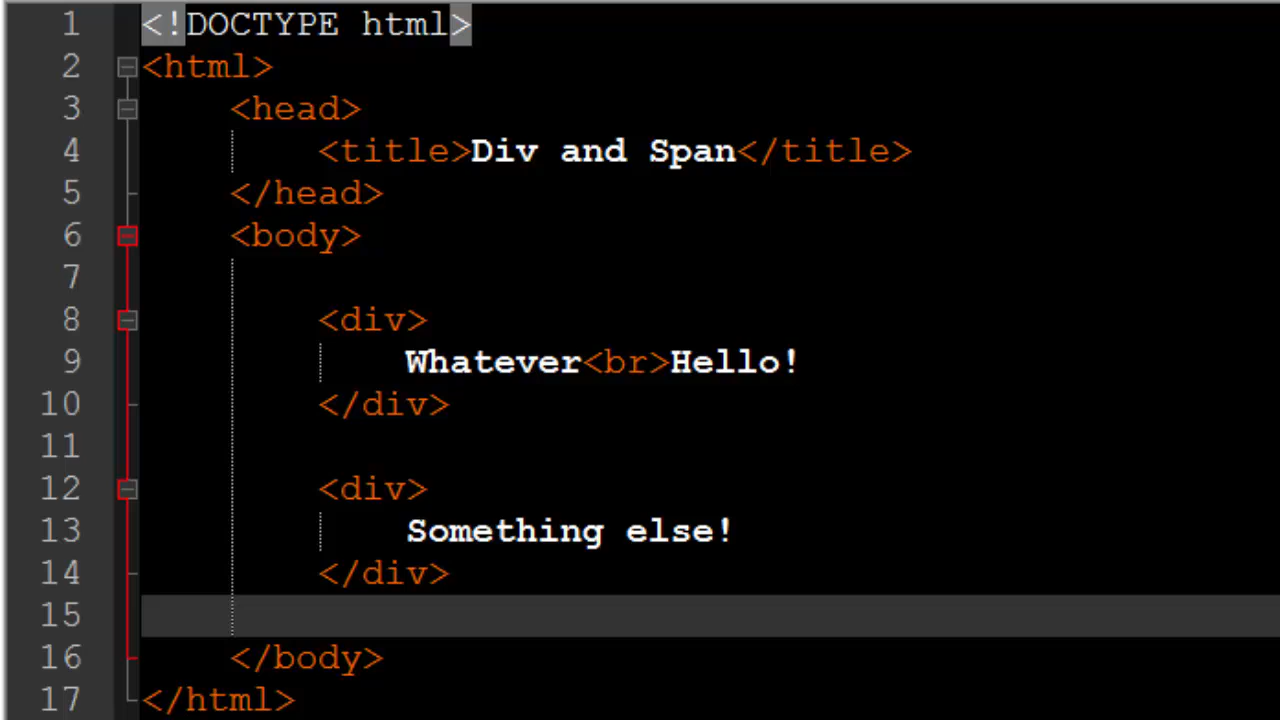 1 <!DOCTYPE html>
2 <html>
3 <head>
4 <title>Div and Span</title>
5 </head>
6 <body>
7
8 <div>
9 Whatever<br>Hello!
10 </div>
11
12 <div>
13 Something else!
14 </div>
15
16 </body>
17 </html>